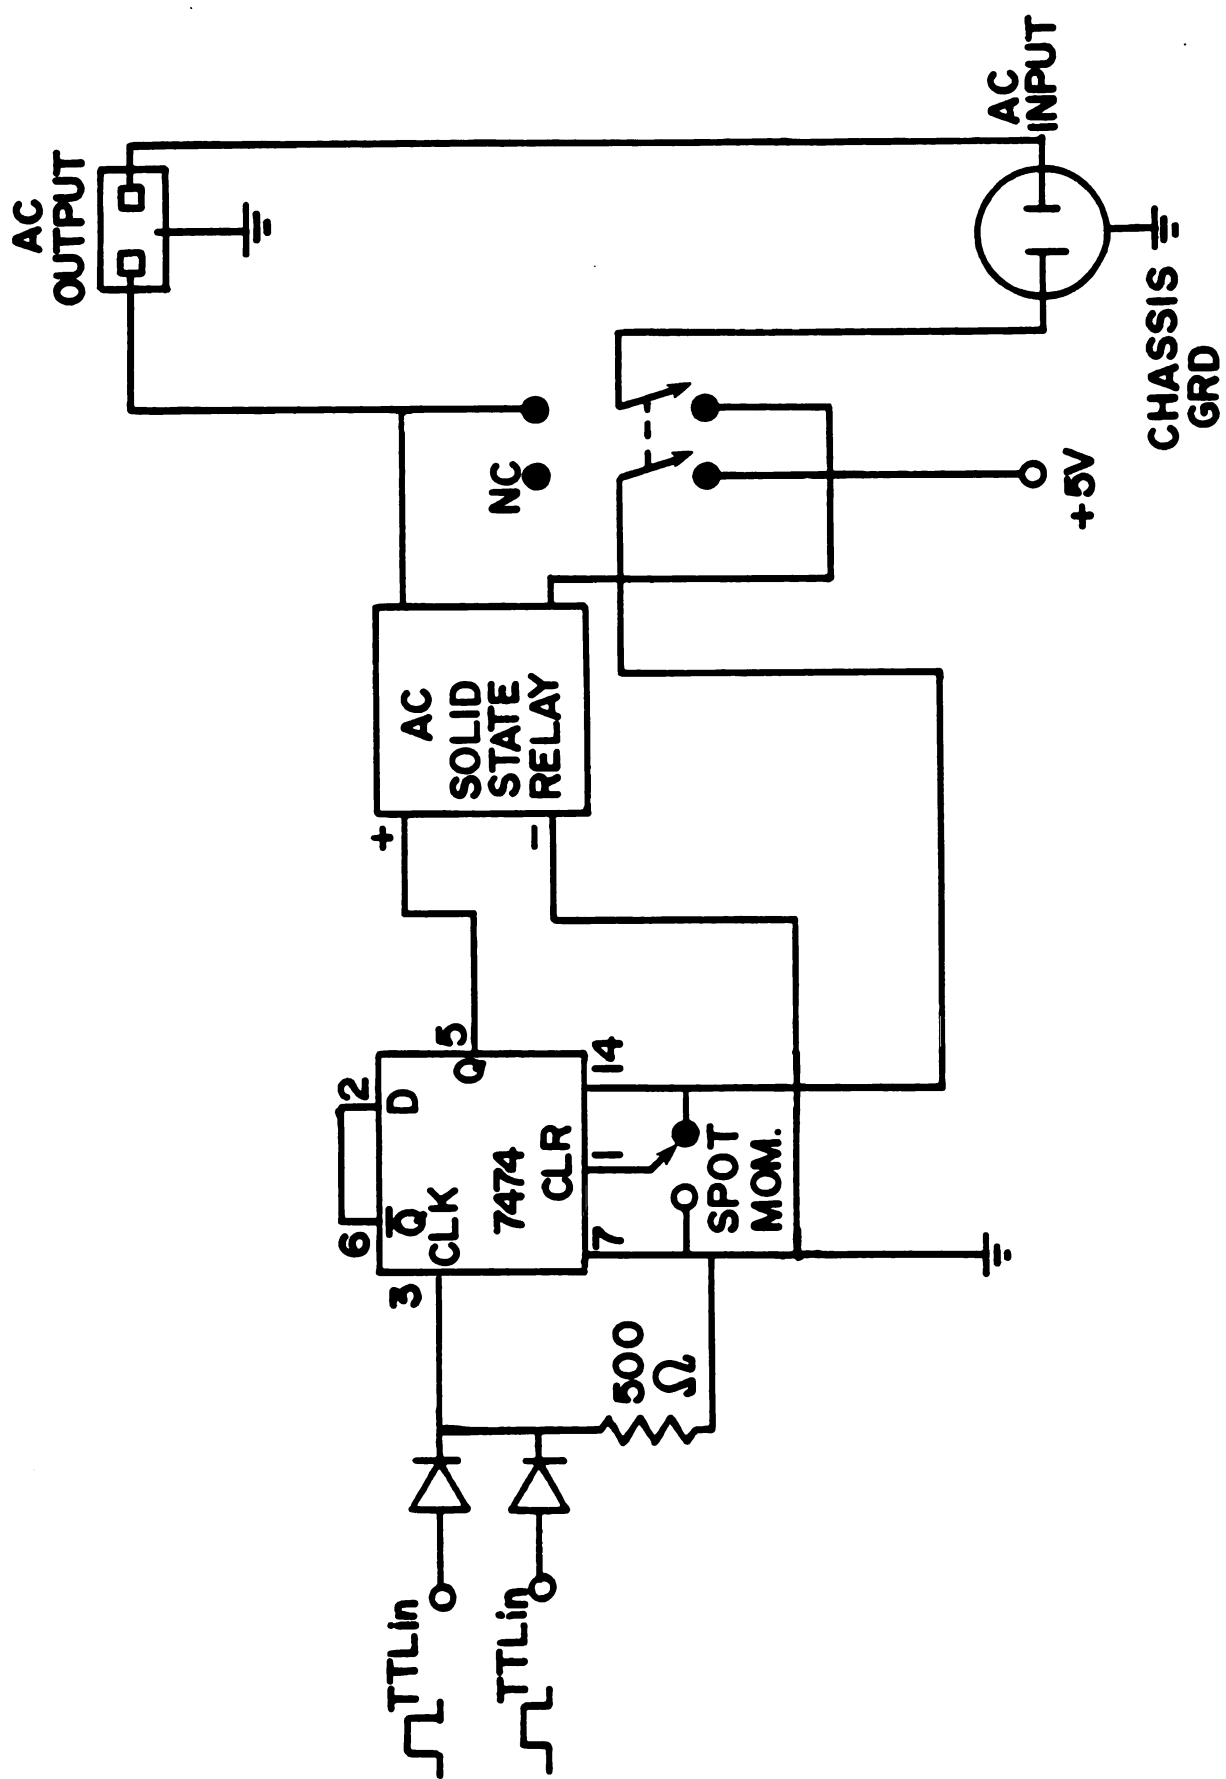 AC
OUTPUT
AC
INPUT
CHASSIS
GRD
NC
+5V
AC
SOLID
STATE
RELAY
+
-
2
D
5
Q
6
Q̅
CLK
3
7474
CLR
14
1
7
SPOT
MOM.
500
Ω
TTLin
TTLin